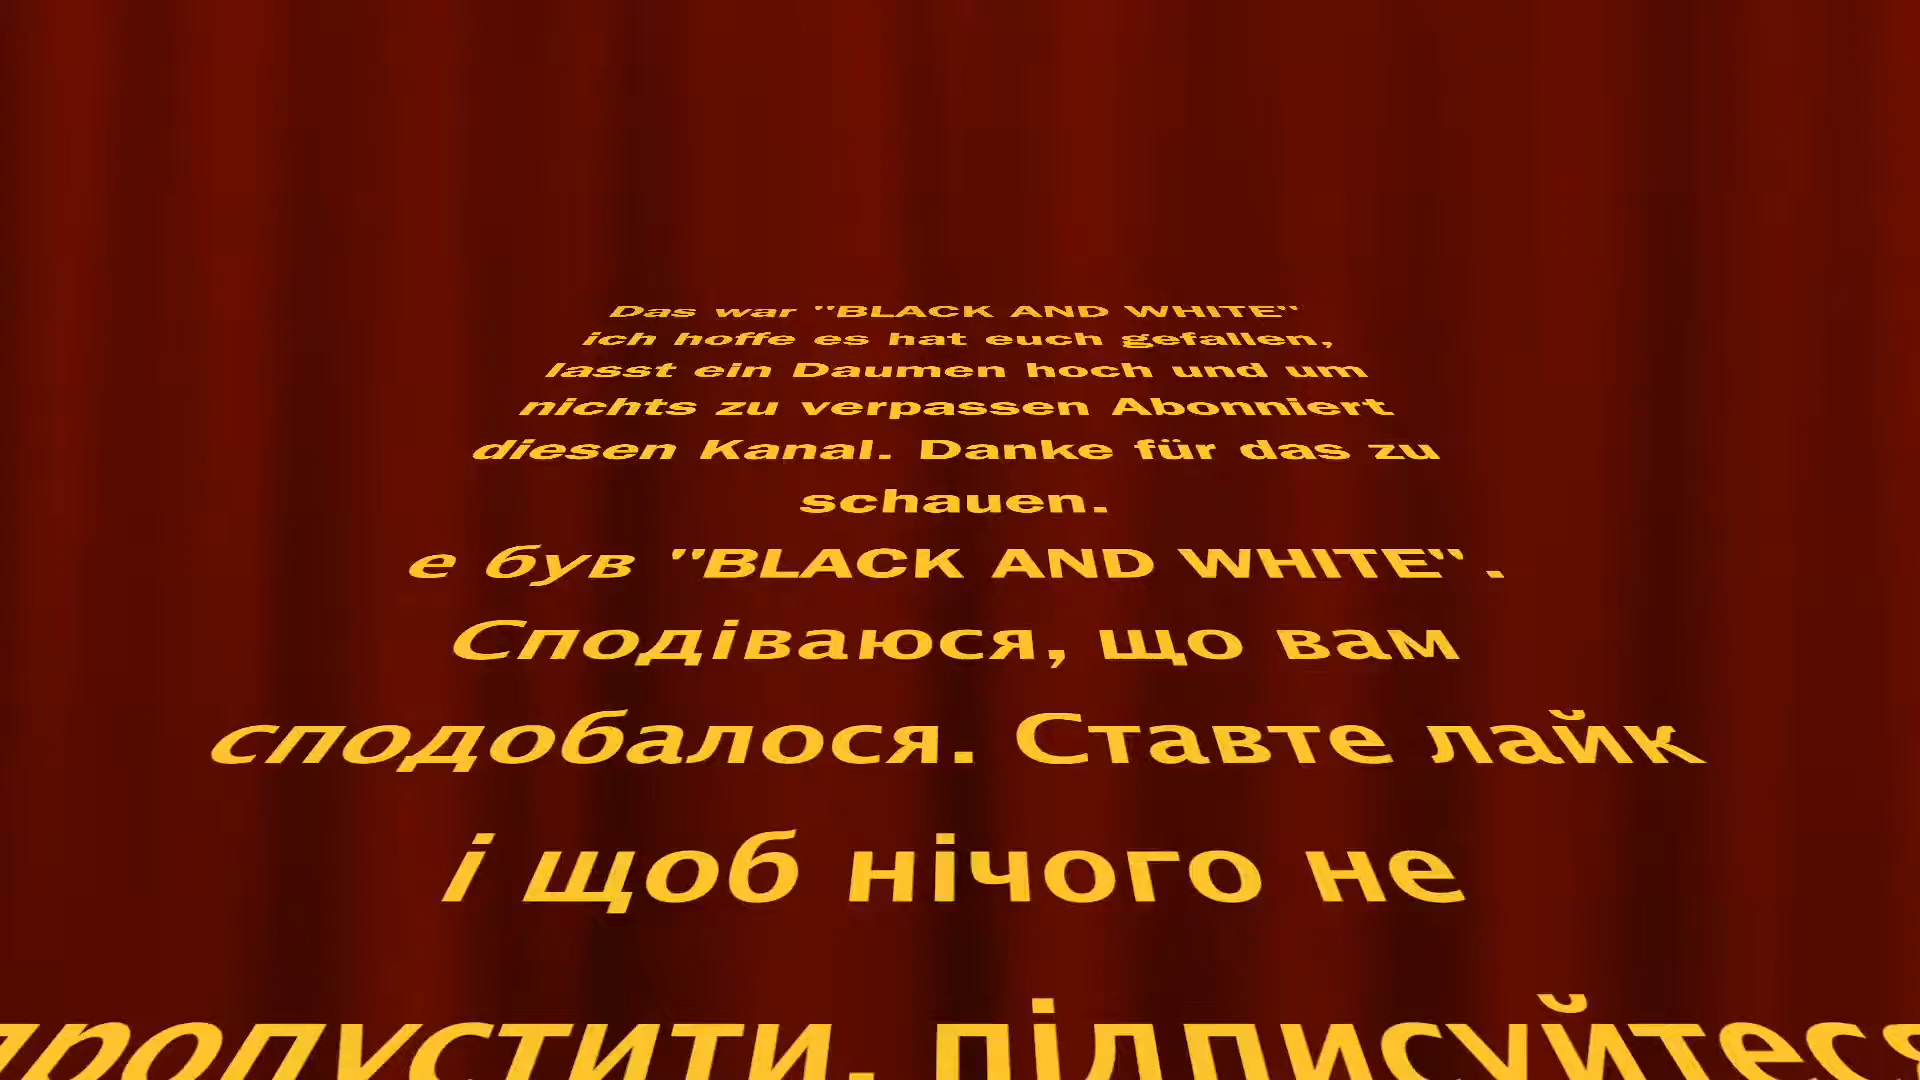 Das war "BLACK AND WHITE"
ich hoffe es hat euch gefallen,
lasst ein Daumen hoch und um
nichts zu verpassen Abonniert
diesen Kanal. Danke für das zu
schauen.
е був "BLACK AND WHITE" .
Сподіваюся, що вам
сподобалося. Ставте лайк
і щоб нічого не
пропустити, підписуйтеся